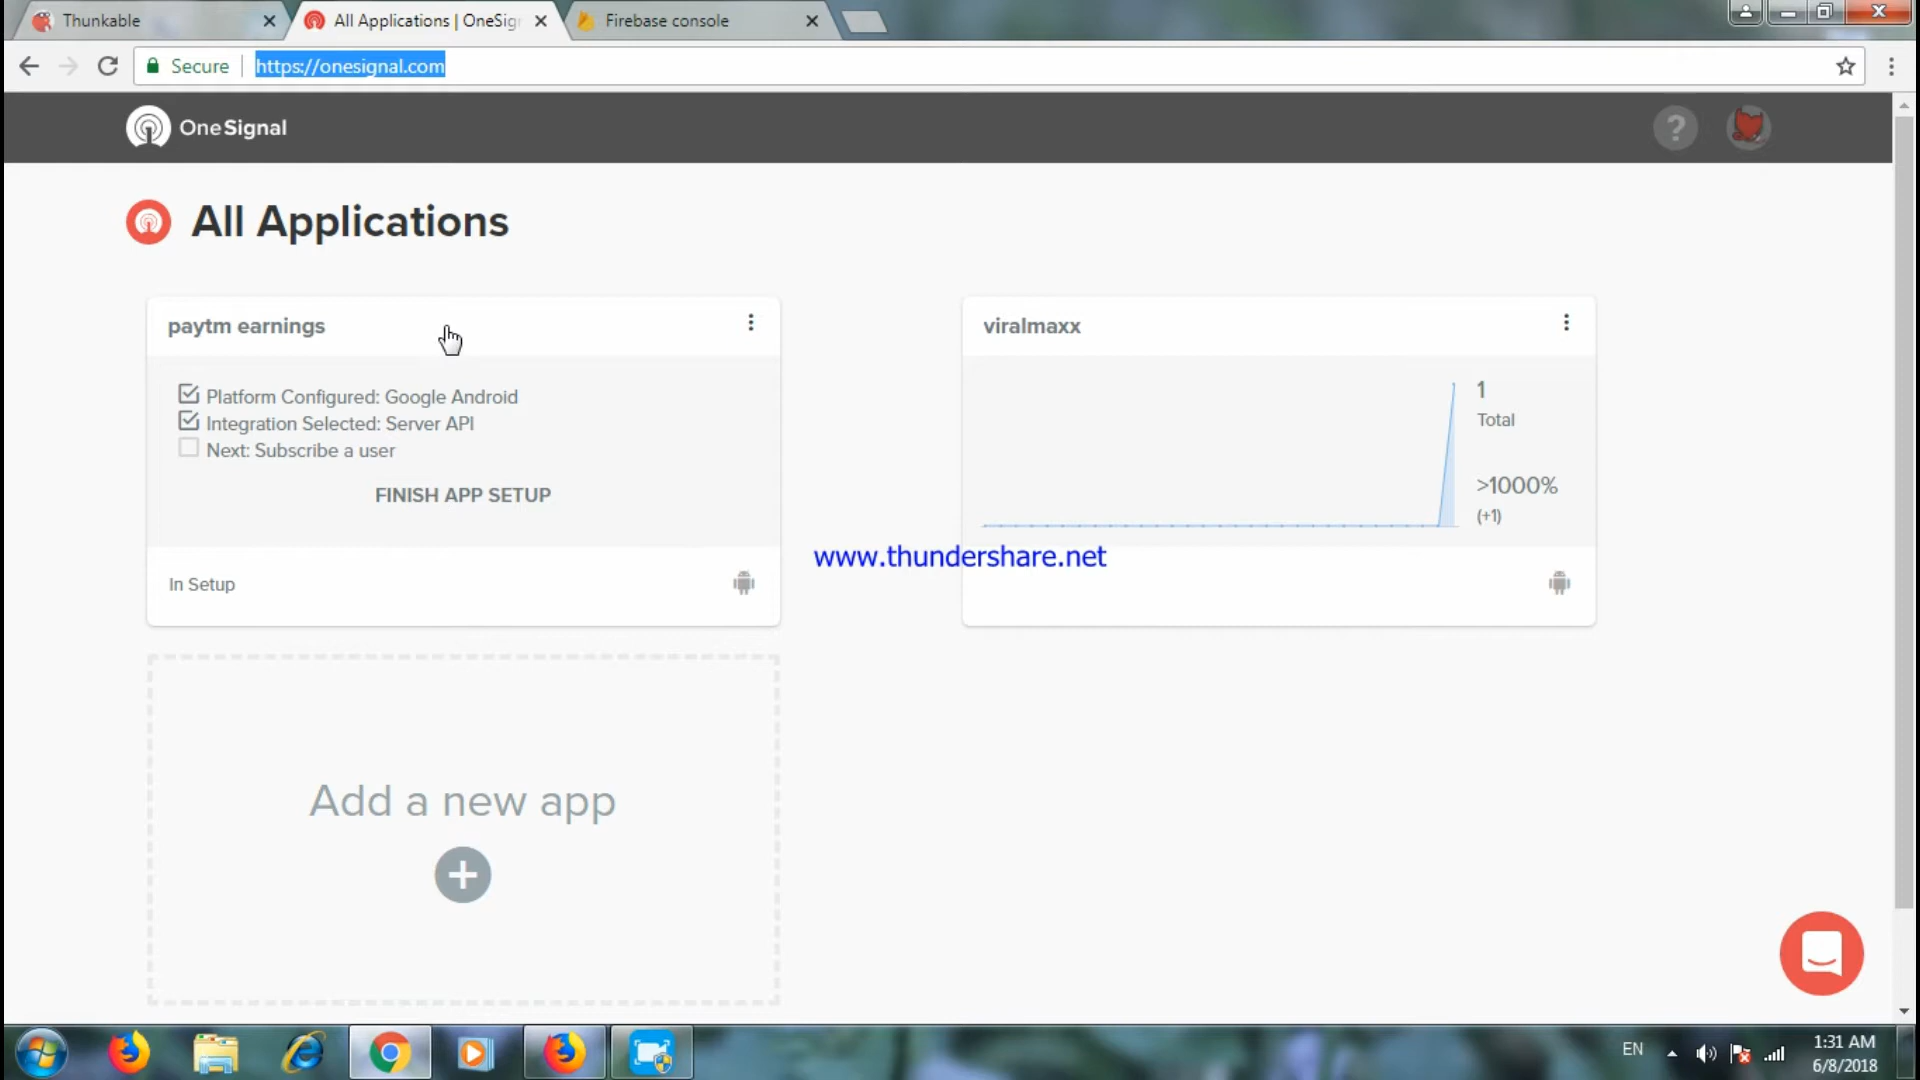 Thunkable
All Applications | OneSig
Firebase console
Secure
https://onesignal.com
OneSignal
?
All Applications
paytm earnings
Platform Configured: Google Android
Integration Selected: Server API
Next: Subscribe a user
FINISH APP SETUP
In Setup
viralmaxx
1
Total
>1000%
(+1)
www.thundershare.net
Add a new app
EN
1:31 AM
6/8/2018